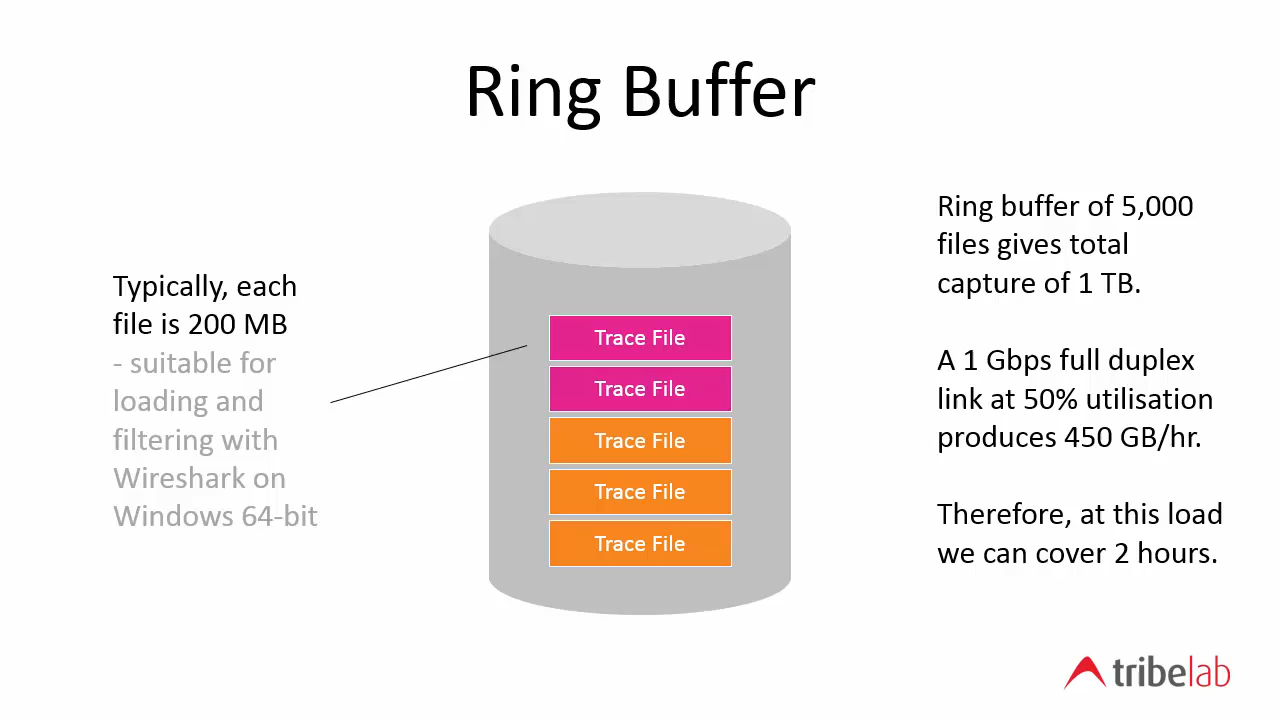 Ring Buffer
Typically, each
file is 200 MB
- suitable for
loading and
filtering with
Wireshark on
Windows 64-bit
Trace File
Trace File
Trace File
Trace File
Trace File
Ring buffer of 5,000
files gives total
capture of 1 TB.
A 1 Gbps full duplex
link at 50% utilisation
produces 450 GB/hr.
Therefore, at this load
we can cover 2 hours.
tribelab